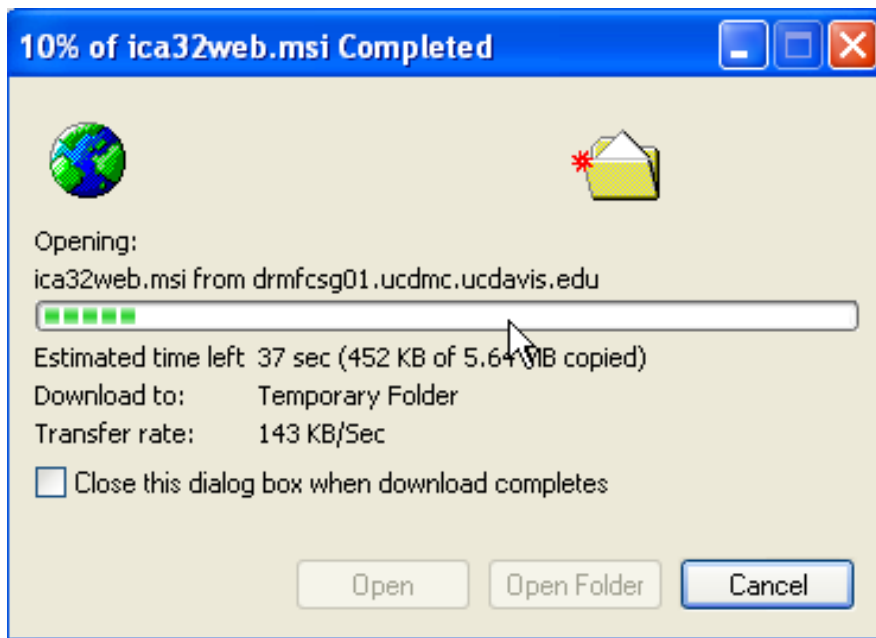 10% of ica32web.msi Completed
Opening:
ica32web.msi from drmfcsg01.ucdmc.ucdavis.edu
Estimated time left 37 sec (452 KB of 5.64 MB copied)
Download to: Temporary Folder
Transfer rate: 143 KB/Sec
Close this dialog box when download completes
Open Open Folder Cancel